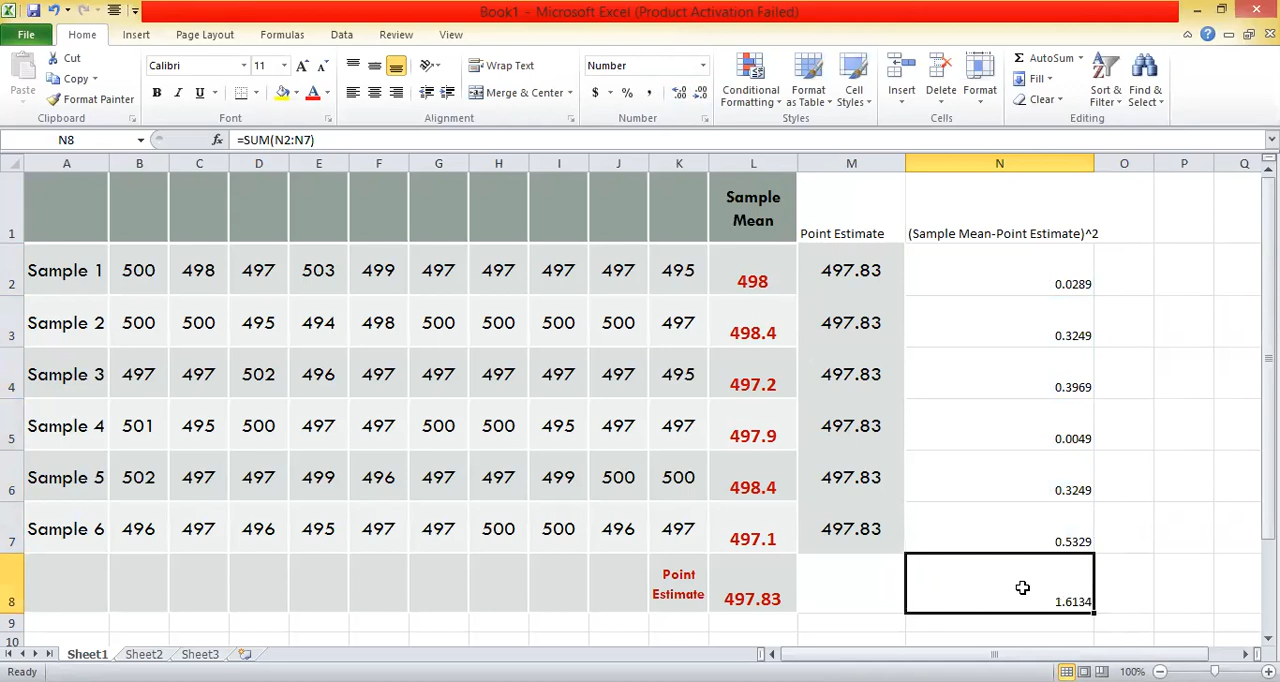 Book1 - Microsoft Excel (Product Activation Failed)
File Home Insert Page Layout Formulas Data Review View
Paste Cut Copy Format Painter Clipboard
Calibri 11 A A B I U A Font
Wrap Text Merge & Center Alignment
Number $ % , .00 Number
Conditional Formatting Format as Table Cell Styles Styles
Insert Delete Format Cells
Σ AutoSum Fill Clear Sort & Filter Find & Select Editing
N8 fx =SUM(N2:N7)
A B C D E F G H I J K L M N O P Q
1 Sample Mean Point Estimate (Sample Mean-Point Estimate)^2
2 Sample 1 500 498 497 503 499 497 497 497 497 495 498 497.83 0.0289
3 Sample 2 500 500 495 494 498 500 500 500 500 497 498.4 497.83 0.3249
4 Sample 3 497 497 502 496 497 497 497 497 497 495 497.2 497.83 0.3969
5 Sample 4 501 495 500 497 497 500 500 495 497 497 497.9 497.83 0.0049
6 Sample 5 502 497 497 499 496 497 497 499 500 500 498.4 497.83 0.3249
7 Sample 6 496 497 496 495 497 497 500 500 496 497 497.1 497.83 0.5329
8 Point Estimate 497.83 1.6134
9
10
Sheet1 Sheet2 Sheet3
Ready 100%